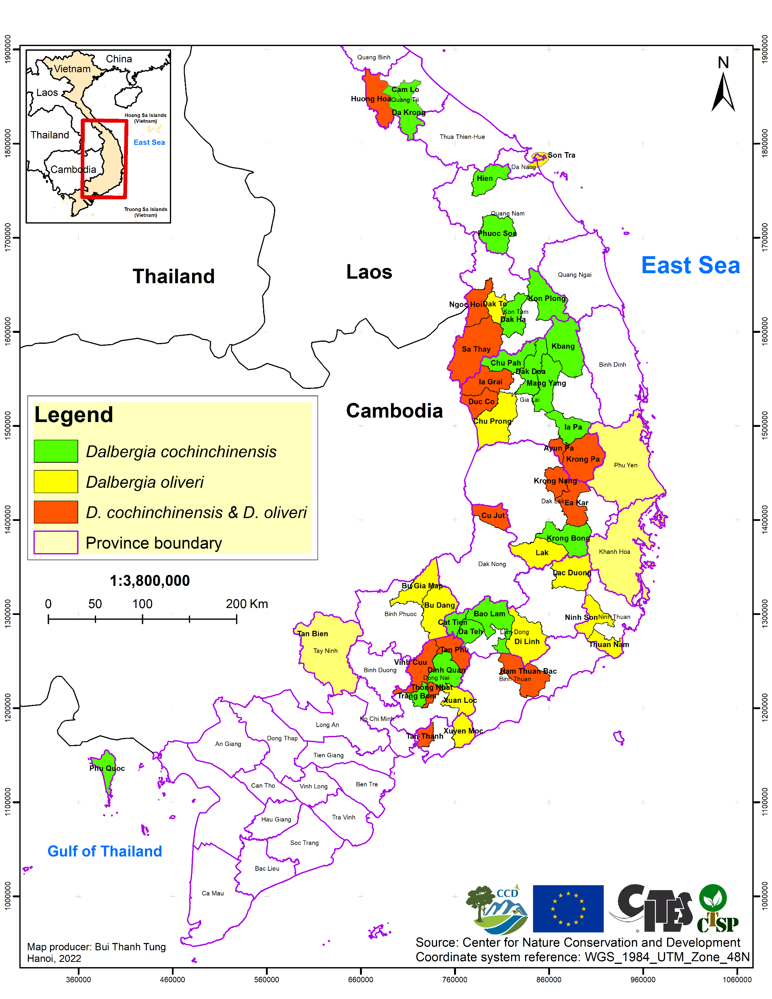 China
Vietnam
Laos
Hoang Sa Islands
(Vietnam)
Thailand
East Sea
Cambodia
Truong Sa Islands
(Vietnam)
N
Quang Binh
Cam Lo
Huong Hoa
Quang Tri
Da Krong
Thua Thien-Hue
Son Tra
Da Nang
Hien
Quang Nam
Phuoc Son
East Sea
Thailand
Laos
Quang Ngai
Kon Plong
Ngoc Hoi
Dak To
Kon Tum
Dak Ha
Sa Thay
Kbang
Chu Pah
Dak Doa
Binh Dinh
Ia Grai
Mang Yang
Duc Co
Gia Lai
Cambodia
Chu Prong
Ia Pa
Ayun Pa
Krong Pa
Phu Yen
Krong Nang
Dak Lak
Ea Kar
Cu Jut
Krong Bong
Lak
Khanh Hoa
Dak Nong
Lac Duong
Legend
Dalbergia cochinchinensis
Dalbergia oliveri
D. cochinchinensis & D. oliveri
Province boundary
1:3,800,000
0 50 100 200 Km
Bu Gia Map
Bu Dang
Binh Phuoc
Bao Lam
Cat Tien
Da Teh
Lam Dong
Di Linh
Ninh Son
Ninh Thuan
Thuan Nam
Tan Bien
Tay Ninh
Tan Phu
Vinh Cuu
Binh Duong
Dinh Quan
Dong Nai
Ham Thuan Bac
Binh Thuan
Thong Nhat
Trang Bom
Xuan Loc
Ho Chi Minh
Long An
Xuyen Moc
Tan Thanh
Dong Thap
An Giang
Tien Giang
Phu Quoc
Can Tho
Vinh Long
Ben Tre
Hau Giang
Tra Vinh
Soc Trang
Gulf of Thailand
Bac Lieu
Ca Mau
CCD
CITES
©
CTSP
Map producer: Bui Thanh Tung
Hanoi, 2022
Source: Center for Nature Conservation and Development
Coordinate system reference: WGS_1984_UTM_Zone_48N
1900000
1800000
1700000
1600000
1500000
1400000
1300000
1200000
1100000
1000000
1900000
1800000
1700000
1600000
1500000
1400000
1300000
1200000
1100000
1000000
360000 460000 560000 660000 760000 860000 960000 1060000